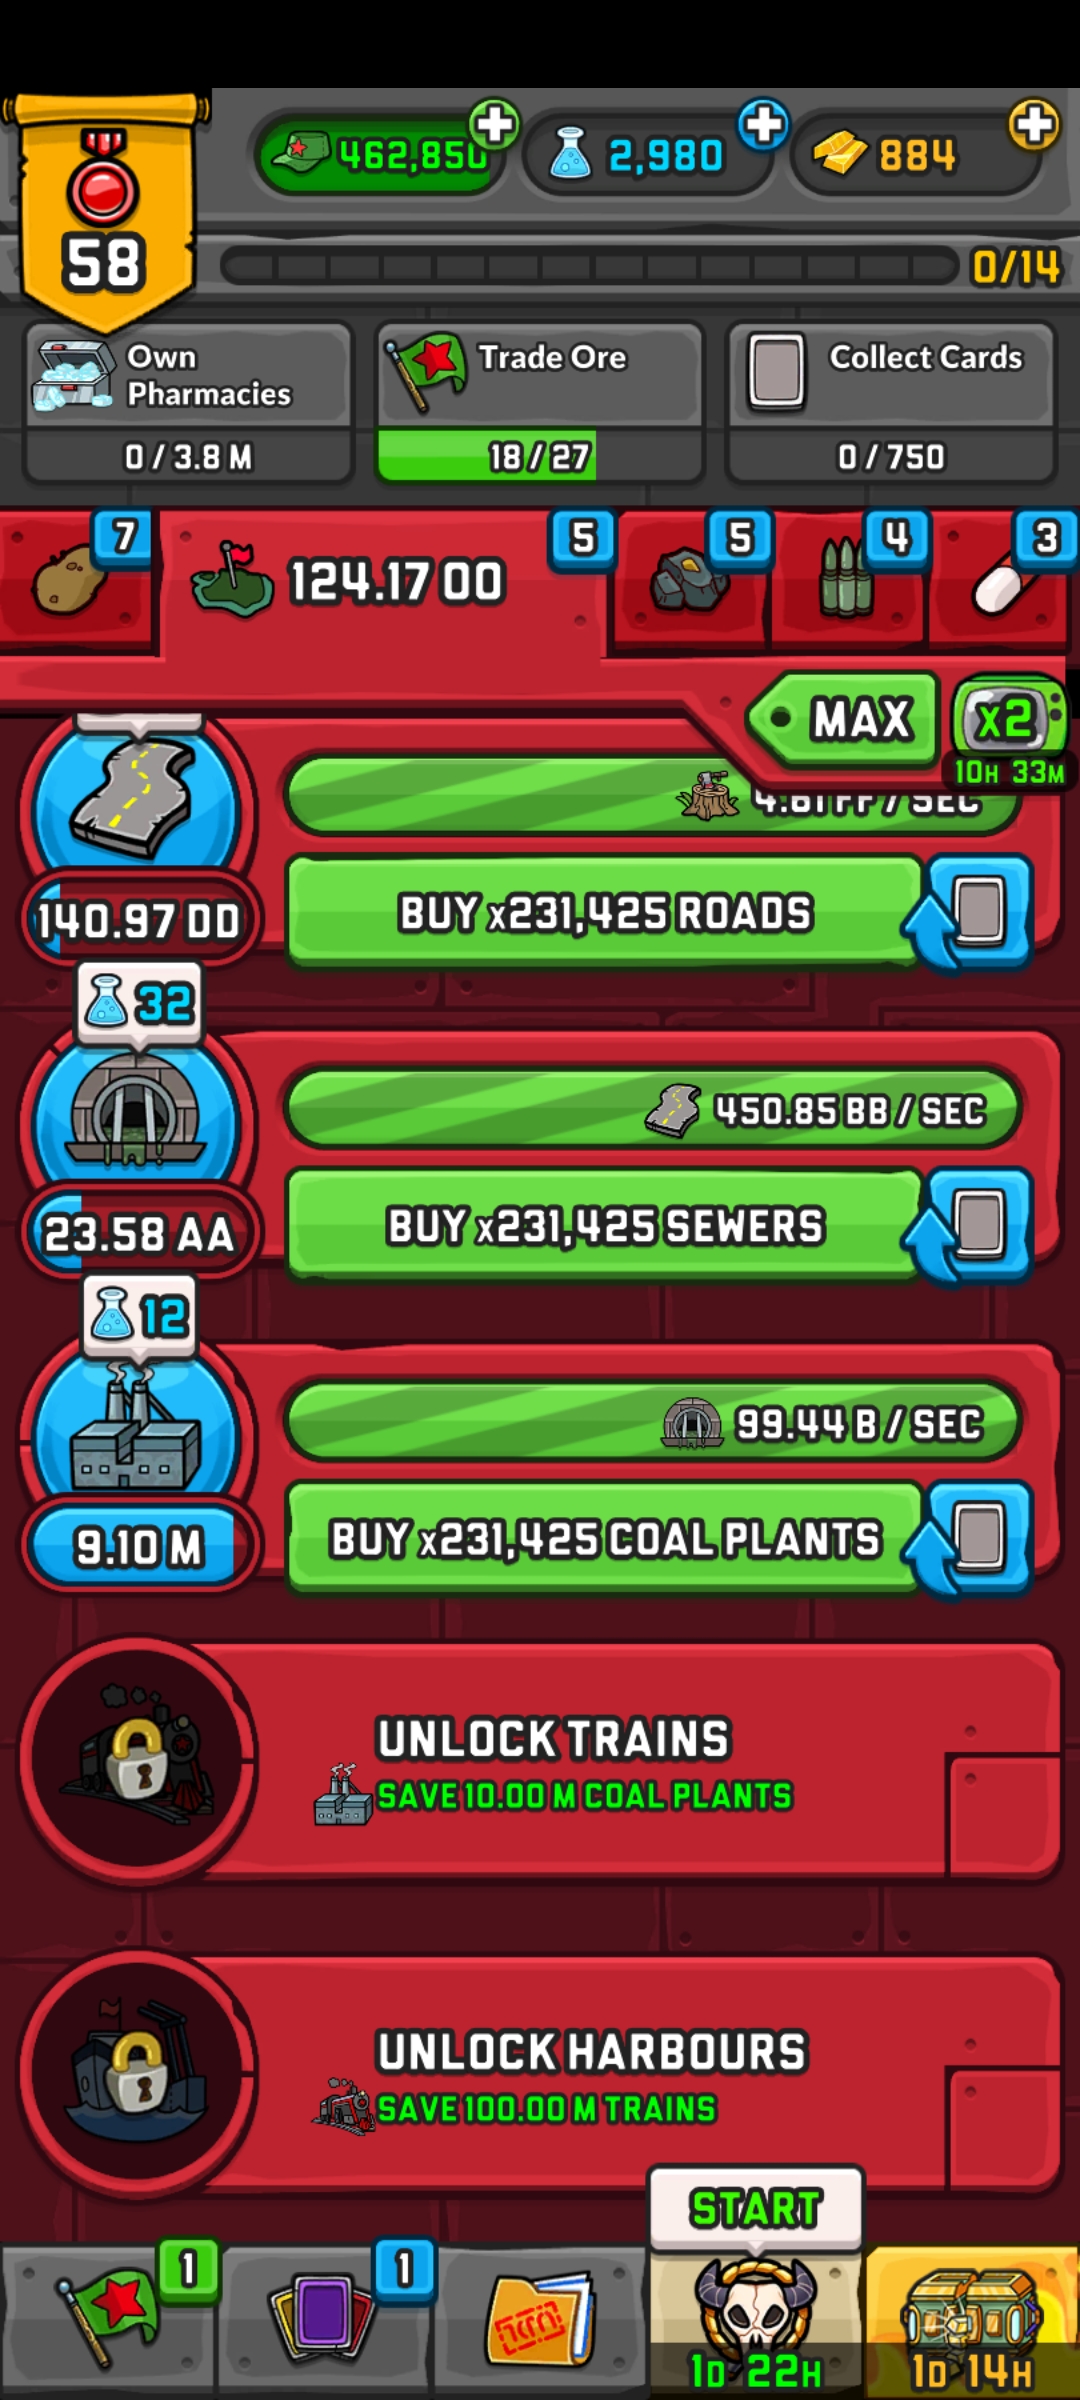 58
462,850
2,980
884
0/14
Own Pharmacies
0 / 3.8 M
Trade Ore
18 / 27
Collect Cards
0 / 750
7
124.17 OO
5
5
4
3
MAX
x2
10H 33M
4.61 FF / SEC
140.97 DD
BUY x231,425 ROADS
32
450.85 BB / SEC
23.58 AA
BUY x231,425 SEWERS
12
99.44 B / SEC
9.10 M
BUY x231,425 COAL PLANTS
UNLOCK TRAINS
SAVE 10.00 M COAL PLANTS
UNLOCK HARBOURS
SAVE 100.00 M TRAINS
START
1
1
1D 22H
1D 14H